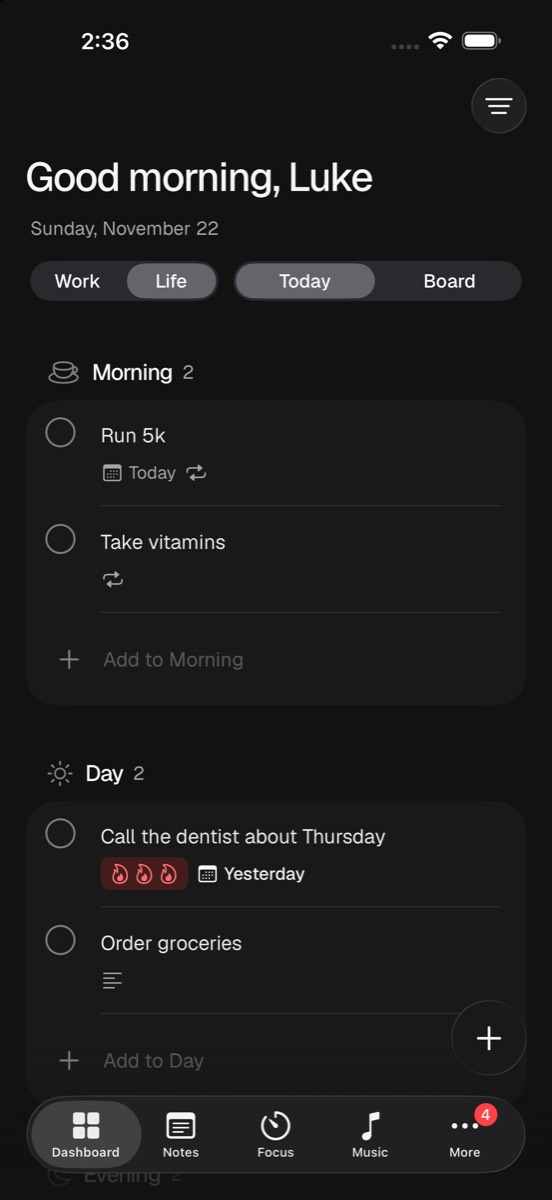 2:36
Good morning, Luke
Sunday, November 22
Work Life Today Board
Morning 2
Run 5k
Today
Take vitamins
Add to Morning
Day 2
Call the dentist about Thursday
Yesterday
Order groceries
Add to Day
4
Dashboard Notes Focus Music More
Evening 2